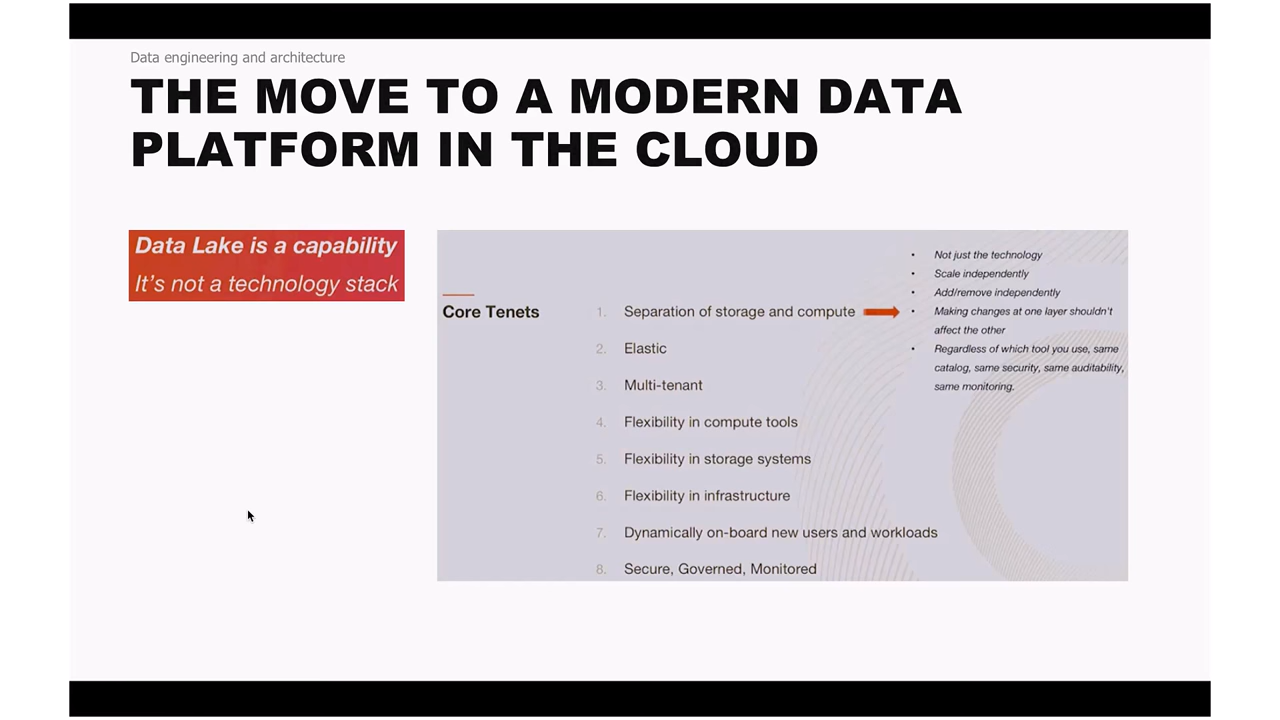 Data engineering and architecture
THE MOVE TO A MODERN DATA
PLATFORM IN THE CLOUD
Data Lake is a capability
It's not a technology stack
Core Tenets
1. Separation of storage and compute
2. Elastic
3. Multi-tenant
4. Flexibility in compute tools
5. Flexibility in storage systems
6. Flexibility in infrastructure
7. Dynamically on-board new users and workloads
8. Secure, Governed, Monitored
• Not just the technology
• Scale independently
• Add/remove independently
• Making changes at one layer shouldn't
affect the other
• Regardless of which tool you use, same
catalog, same security, same auditability,
same monitoring.